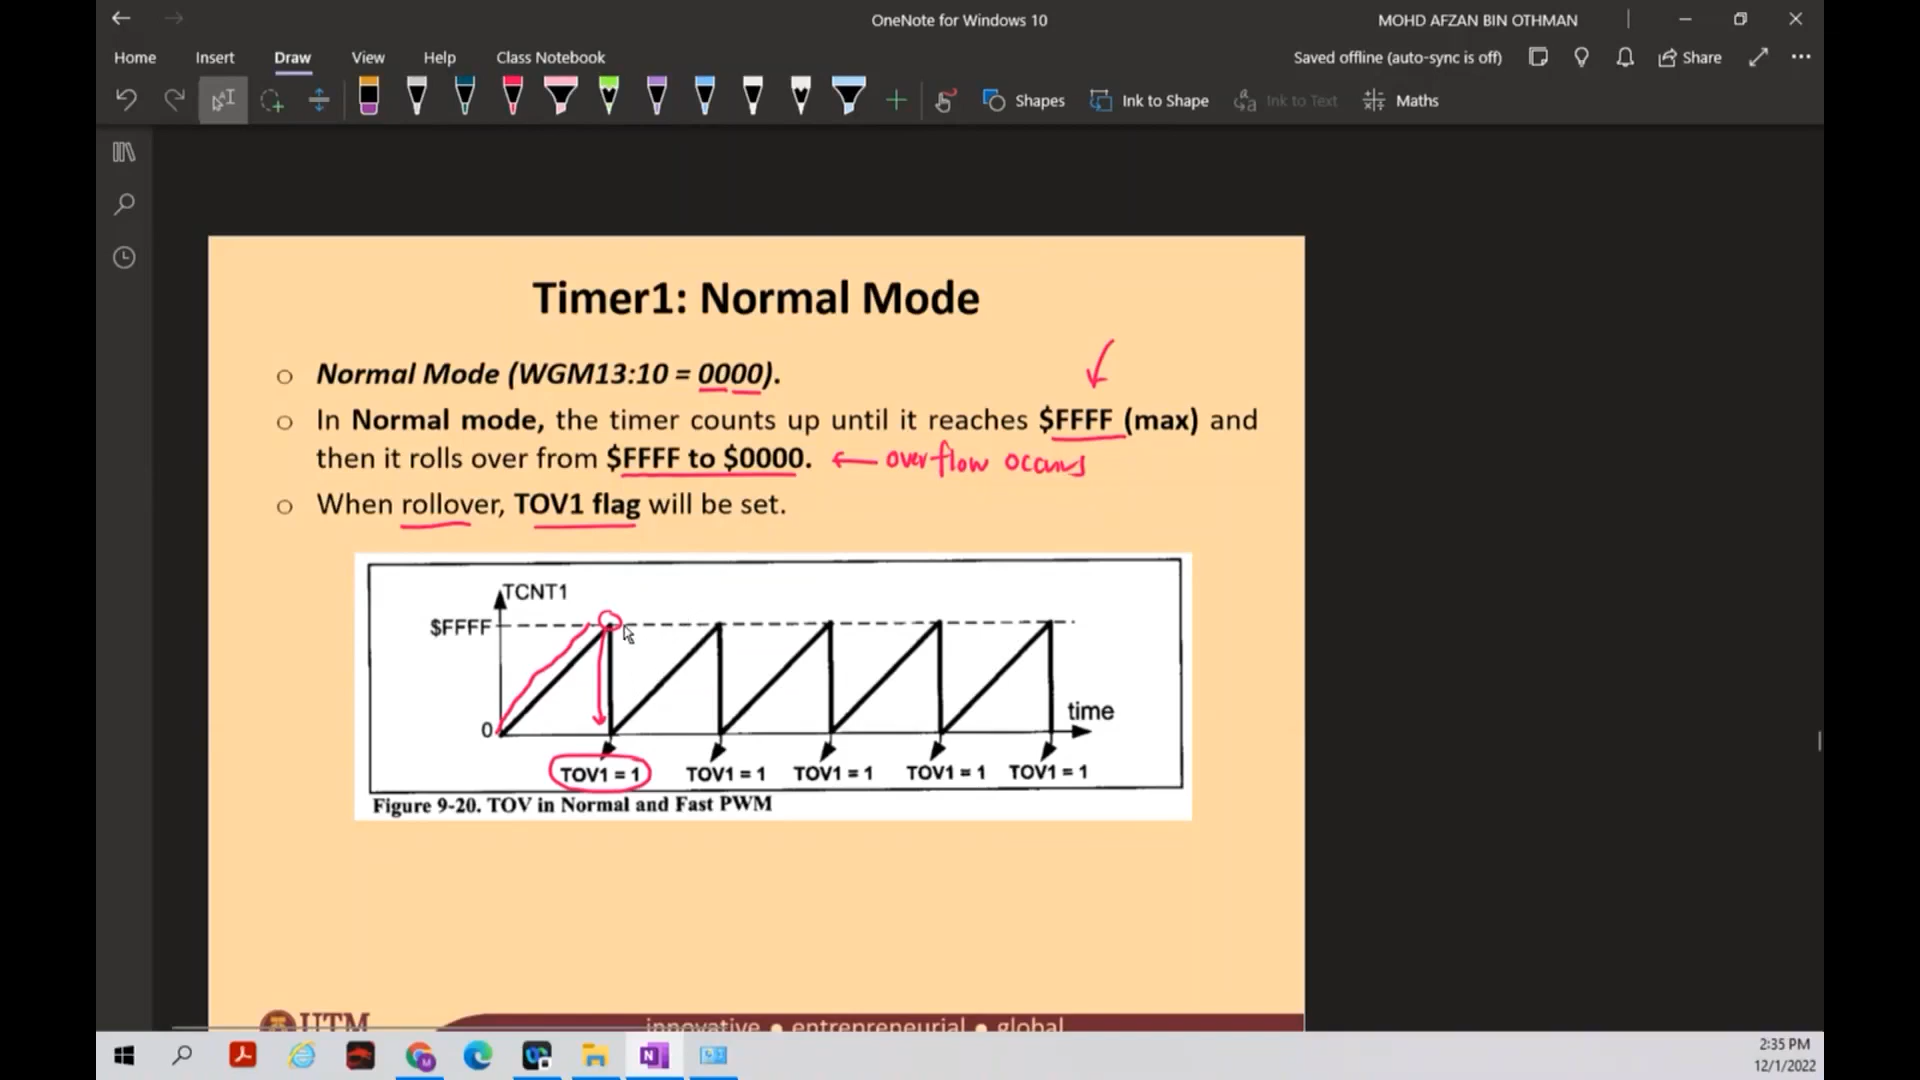 OneNote for Windows 10
MOHD AFZAN BIN OTHMAN
Home Insert Draw View Help Class Notebook
Saved offline (auto-sync is off) Share
Shapes Ink to Shape Ink to Text Maths
Timer1: Normal Mode
o Normal Mode (WGM13:10 = 0000).
o In Normal mode, the timer counts up until it reaches $FFFF (max) and
then it rolls over from $FFFF to $0000. ← overflow occurs
o When rollover, TOV1 flag will be set.
TCNT1
$FFFF
0
time
TOV1 = 1 TOV1 = 1 TOV1 = 1 TOV1 = 1 TOV1 = 1
Figure 9-20. TOV in Normal and Fast PWM
UTM
innovative ● entrepreneurial ● global
2:35 PM
12/1/2022